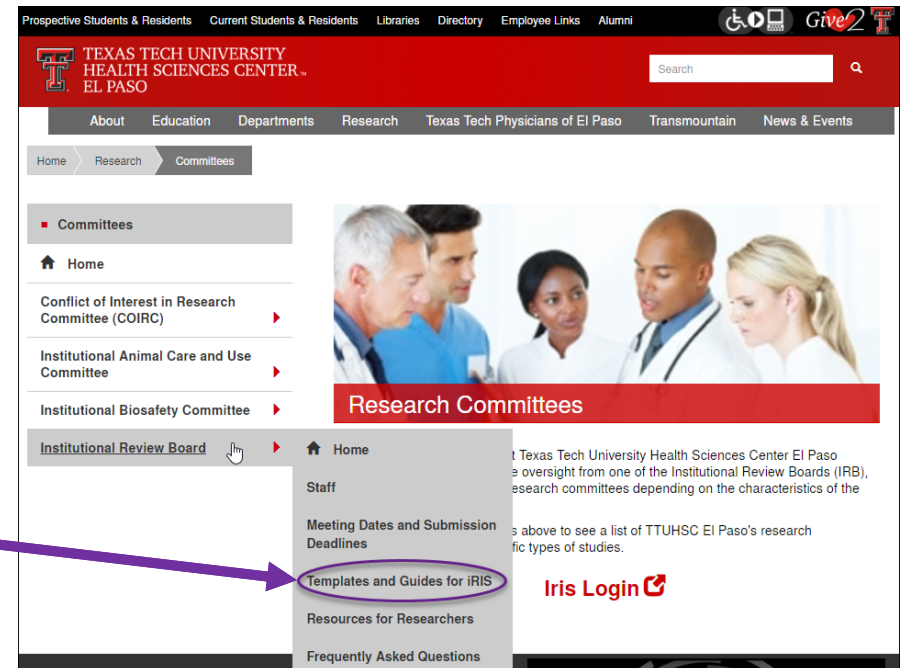 Prospective Students & Residents Current Students & Residents Libraries Directory Employee Links Alumni Give2
TEXAS TECH UNIVERSITY
HEALTH SCIENCES CENTER™
EL PASO
Search
About Education Departments Research Texas Tech Physicians of El Paso Transmountain News & Events
Home Research Committees
Committees
Home
Conflict of Interest in Research
Committee (COIRC)
Institutional Animal Care and Use
Committee
Institutional Biosafety Committee
Institutional Review Board
Research Committees
Home
Staff
Meeting Dates and Submission
Deadlines
Templates and Guides for iRIS
Resources for Researchers
Frequently Asked Questions
t Texas Tech University Health Sciences Center El Paso
e oversight from one of the Institutional Review Boards (IRB),
esearch committees depending on the characteristics of the
s above to see a list of TTUHSC El Paso's research
fic types of studies.
Iris Login